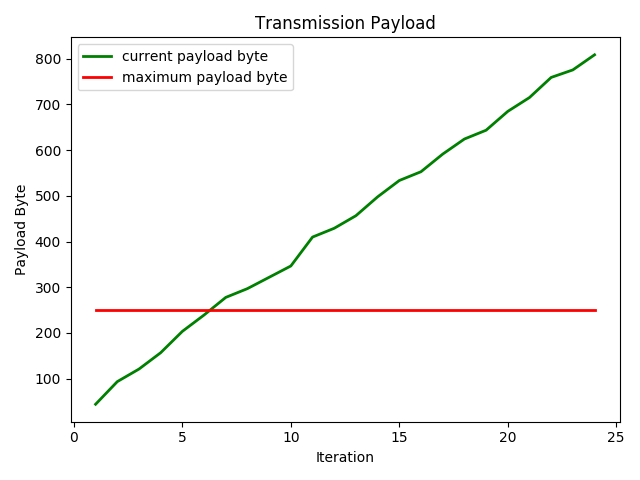 Transmission Payload
current payload byte
maximum payload byte
Payload Byte
800
700
600
500
400
300
200
100
0 5 10 15 20 25
Iteration